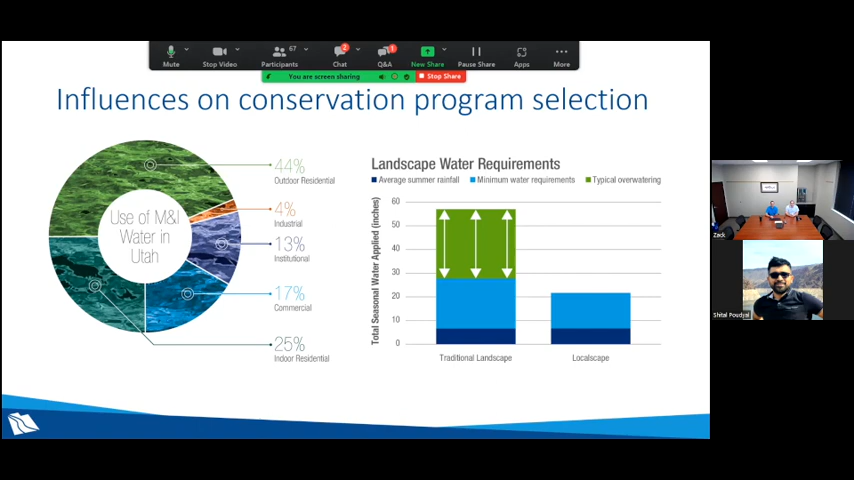 67
2
1
Mute
Stop Video
Participants
Chat
Q&A
New Share
Pause Share
Apps
More
You are screen sharing
Stop Share
Influences on conservation program selection
Use of M&I
Water in
Utah
44%
Outdoor Residential
4%
Industrial
13%
Institutional
17%
Commercial
25%
Indoor Residential
Landscape Water Requirements
Average summer rainfall Minimum water requirements Typical overwatering
Total Seasonal Water Applied (inches)
60
50
40
30
20
10
0
Traditional Landscape Localscape
Zack
Shital Poudyal